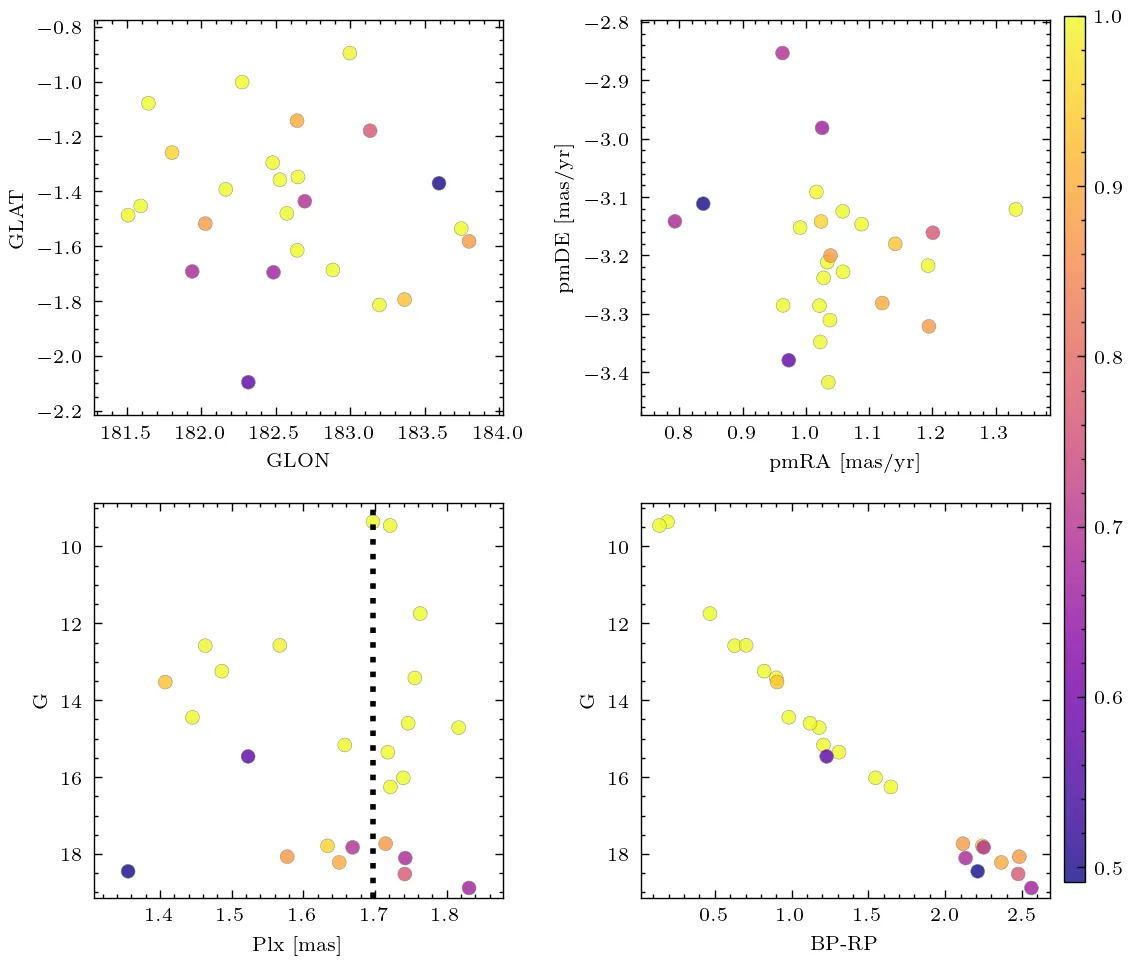 −0.8
−1.0
−1.2
−1.4
−1.6
−1.8
−2.0
−2.2
GLAT
181.5 182.0 182.5 183.0 183.5 184.0
GLON
−2.8
−2.9
−3.0
−3.1
−3.2
−3.3
−3.4
pmDE [mas/yr]
0.8 0.9 1.0 1.1 1.2 1.3
pmRA [mas/yr]
10
12
14
16
18
G
1.4 1.5 1.6 1.7 1.8
Plx [mas]
10
12
14
16
18
G
0.5 1.0 1.5 2.0 2.5
BP-RP
1.0
0.9
0.8
0.7
0.6
0.5